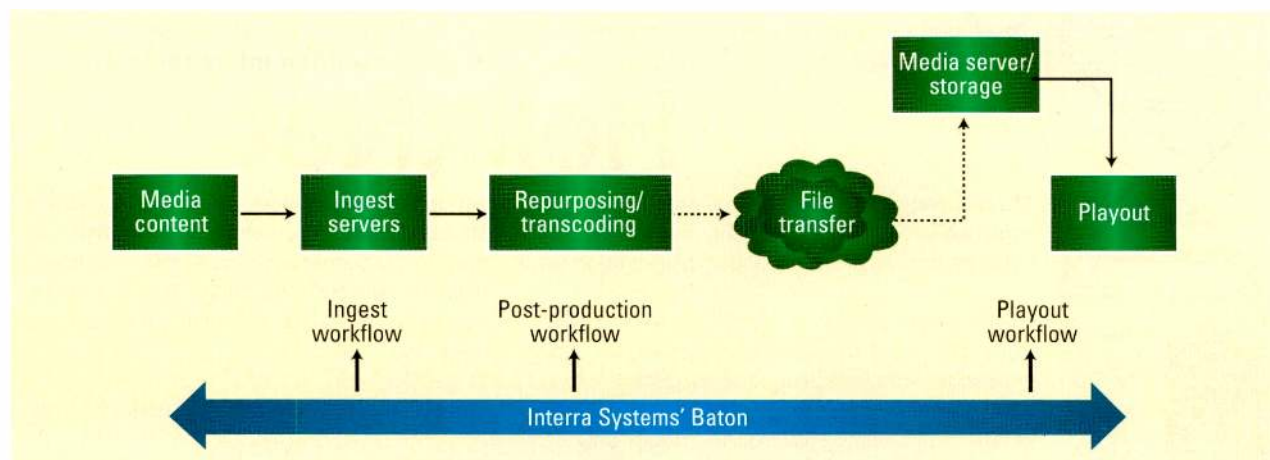 Media server/
storage
Media
content
Ingest
servers
Repurposing/
transcoding
File
transfer
Playout
Ingest
workflow
Post-production
workflow
Playout
workflow
Interra Systems' Baton